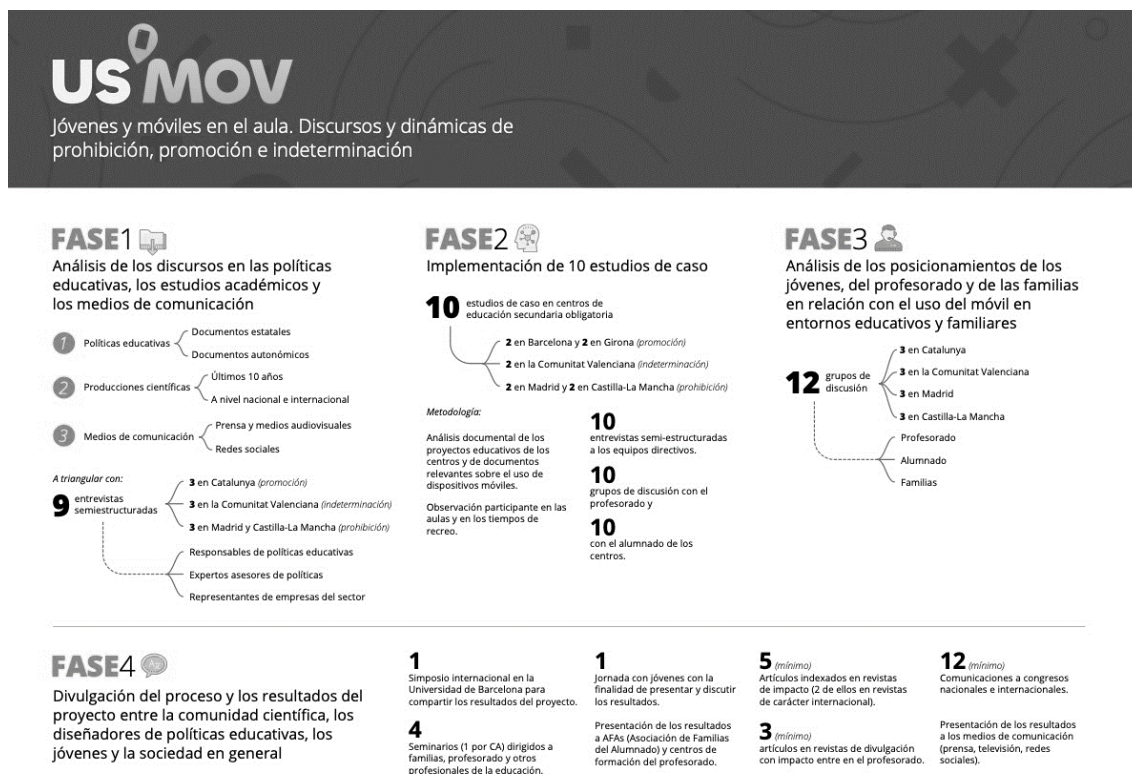 US MOV
Jóvenes y móviles en el aula. Discursos y dinámicas de
prohibición, promoción e indeterminación
FASE1
Análisis de los discursos en las políticas
educativas, los estudios académicos y
los medios de comunicación
1 Políticas educativas
Documentos estatales
Documentos autonómicos
2 Producciones científicas
Últimos 10 años
A nivel nacional e internacional
3 Medios de comunicación
Prensa y medios audiovisuales
Redes sociales
A triangular con:
9 entrevistas
semiestructuradas
3 en Catalunya (promoción)
3 en la Comunitat Valenciana (indeterminación)
3 en Madrid y Castilla-La Mancha (prohibición)
Responsables de políticas educativas
Expertos asesores de políticas
Representantes de empresas del sector
FASE2
Implementación de 10 estudios de caso
10 estudios de caso en centros de
educación secundaria obligatoria
2 en Barcelona y 2 en Girona (promoción)
2 en la Comunitat Valenciana (indeterminación)
2 en Madrid y 2 en Castilla-La Mancha (prohibición)
Metodología:
Análisis documental de los
proyectos educativos de los
centros y de documentos
relevantes sobre el uso de
dispositivos móviles.
Observación participante en las
aulas y en los tiempos de
recreo.
10
entrevistas semi-estructuradas
a los equipos directivos.
10
grupos de discusión con el
profesorado y
10
con el alumnado de los
centros.
FASE3
Análisis de los posicionamientos de los
jóvenes, del profesorado y de las familias
en relación con el uso del móvil en
entornos educativos y familiares
12 grupos de
discusión
3 en Catalunya
3 en la Comunitat Valenciana
3 en Madrid
3 en Castilla-La Mancha
Profesorado
Alumnado
Familias
FASE4
Divulgación del proceso y los resultados del
proyecto entre la comunidad científica, los
diseñadores de políticas educativas, los
jóvenes y la sociedad en general
1
Simposio internacional en la
Universidad de Barcelona para
compartir los resultados del proyecto.
4
Seminarios (1 por CA) dirigidos a
familias, profesorado y otros
profesionales de la educación.
1
Jornada con jóvenes con la
finalidad de presentar y discutir
los resultados.
Presentación de los resultados
a AFAs (Asociación de Familias
del Alumnado) y centros de
formación del profesorado.
5 (mínimo)
Artículos indexados en revistas
de impacto (2 de ellos en revistas
de carácter internacional).
3 (mínimo)
artículos en revistas de divulgación
con impacto entre en el profesorado.
12 (mínimo)
Comunicaciones a congresos
nacionales e internacionales.
Presentación de los resultados
a los medios de comunicación
(prensa, televisión, redes
sociales).